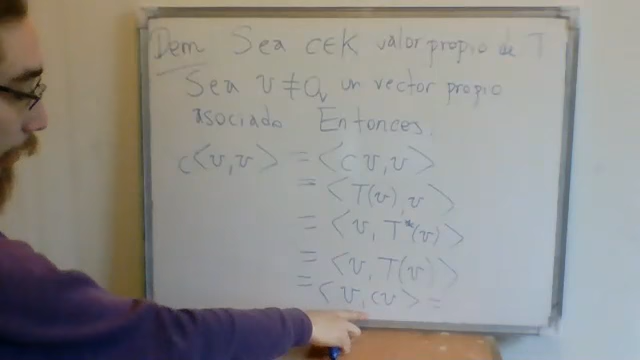 Dem Sea c∈K valor propio de T
Sea v ≠ 0ᵥ un vector propio
asociado Entonces.
c⟨v,v⟩ = ⟨cv,v⟩
= ⟨T(v),v⟩
= ⟨v,T*(v)⟩
= ⟨v,T(v)⟩
= ⟨v,cv⟩ =